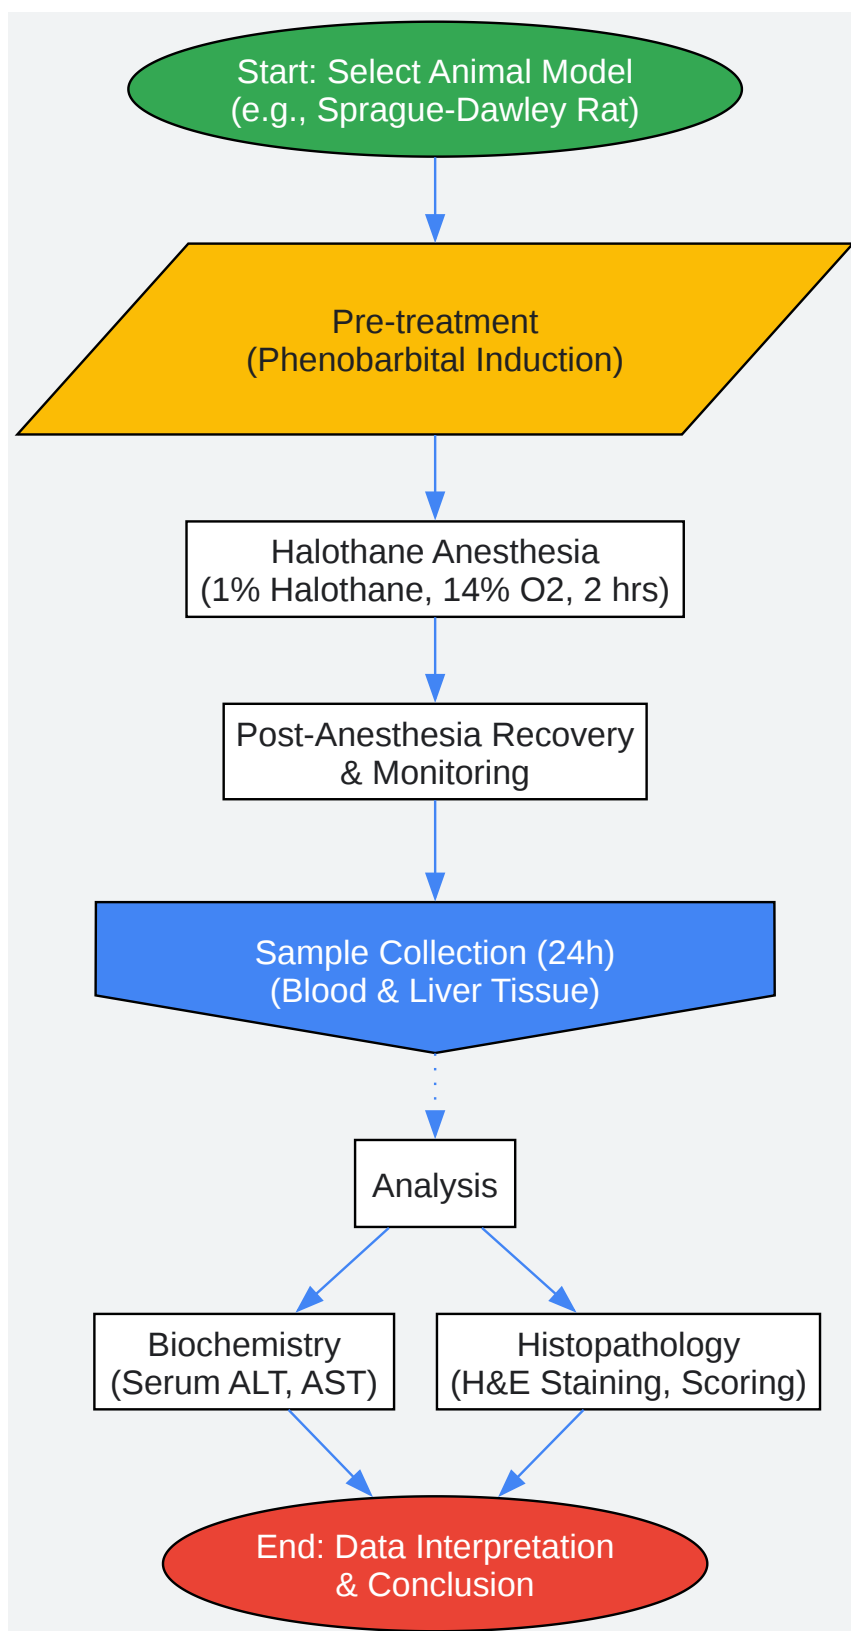 Start: Select Animal Model
(e.g., Sprague-Dawley Rat)
Pre-treatment
(Phenobarbital Induction)
Halothane Anesthesia
(1% Halothane, 14% O2, 2 hrs)
Post-Anesthesia Recovery
& Monitoring
Sample Collection (24h)
(Blood & Liver Tissue)
Analysis
Biochemistry
(Serum ALT, AST)
Histopathology
(H&E Staining, Scoring)
End: Data Interpretation
& Conclusion